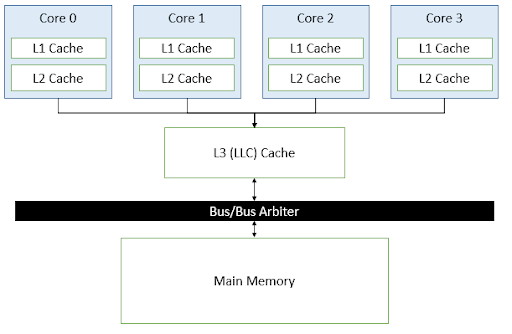 Core 0
L1 Cache
L2 Cache
Core 1
L1 Cache
L2 Cache
Core 2
L1 Cache
L2 Cache
Core 3
L1 Cache
L2 Cache
L3 (LLC) Cache
Bus/Bus Arbiter
Main Memory